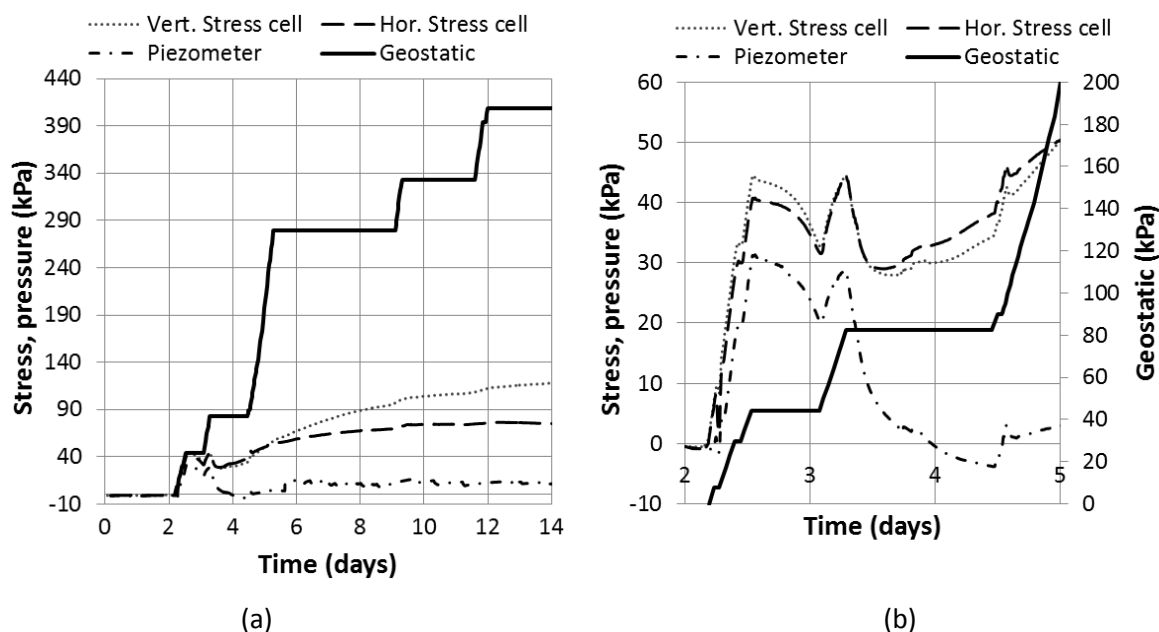 Vert. Stress cell Hor. Stress cell
Piezometer Geostatic
Stress, pressure (kPa)
440
390
340
290
240
190
140
90
40
-10
0 2 4 6 8 10 12 14
Time (days)
(a)
Vert. Stress cell Hor. Stress cell
Piezometer Geostatic
Stress, pressure (kPa)
60
50
40
30
20
10
0
-10
200
180
160
140
120
100
80
60
40
20
0
Geostatic (kPa)
2 3 4 5
Time (days)
(b)